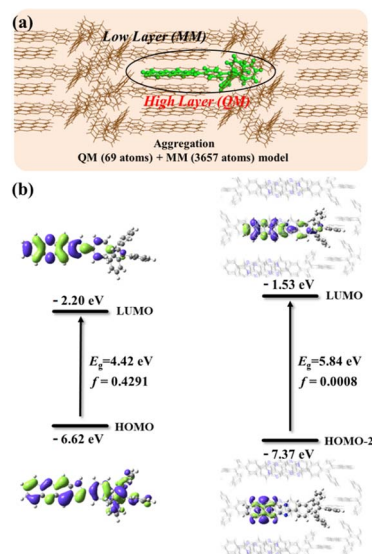 (a)
Low Layer (MM)
High Layer (QM)
Aggregation
QM (69 atoms) + MM (3657 atoms) model
(b)
- 2.20 eV
LUMO
E_g=4.42 eV
f = 0.4291
HOMO
- 6.62 eV
- 1.53 eV
LUMO
E_g=5.84 eV
f = 0.0008
HOMO-2
- 7.37 eV